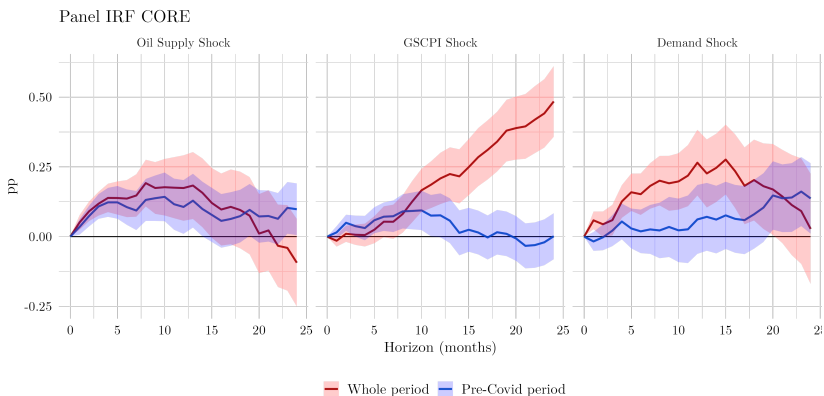 Panel IRF CORE
Oil Supply Shock GSCPI Shock Demand Shock
0.50
0.25
0.00
-0.25
pp
0 5 10 15 20 25 0 5 10 15 20 25 0 5 10 15 20 25
Horizon (months)
Whole period Pre-Covid period